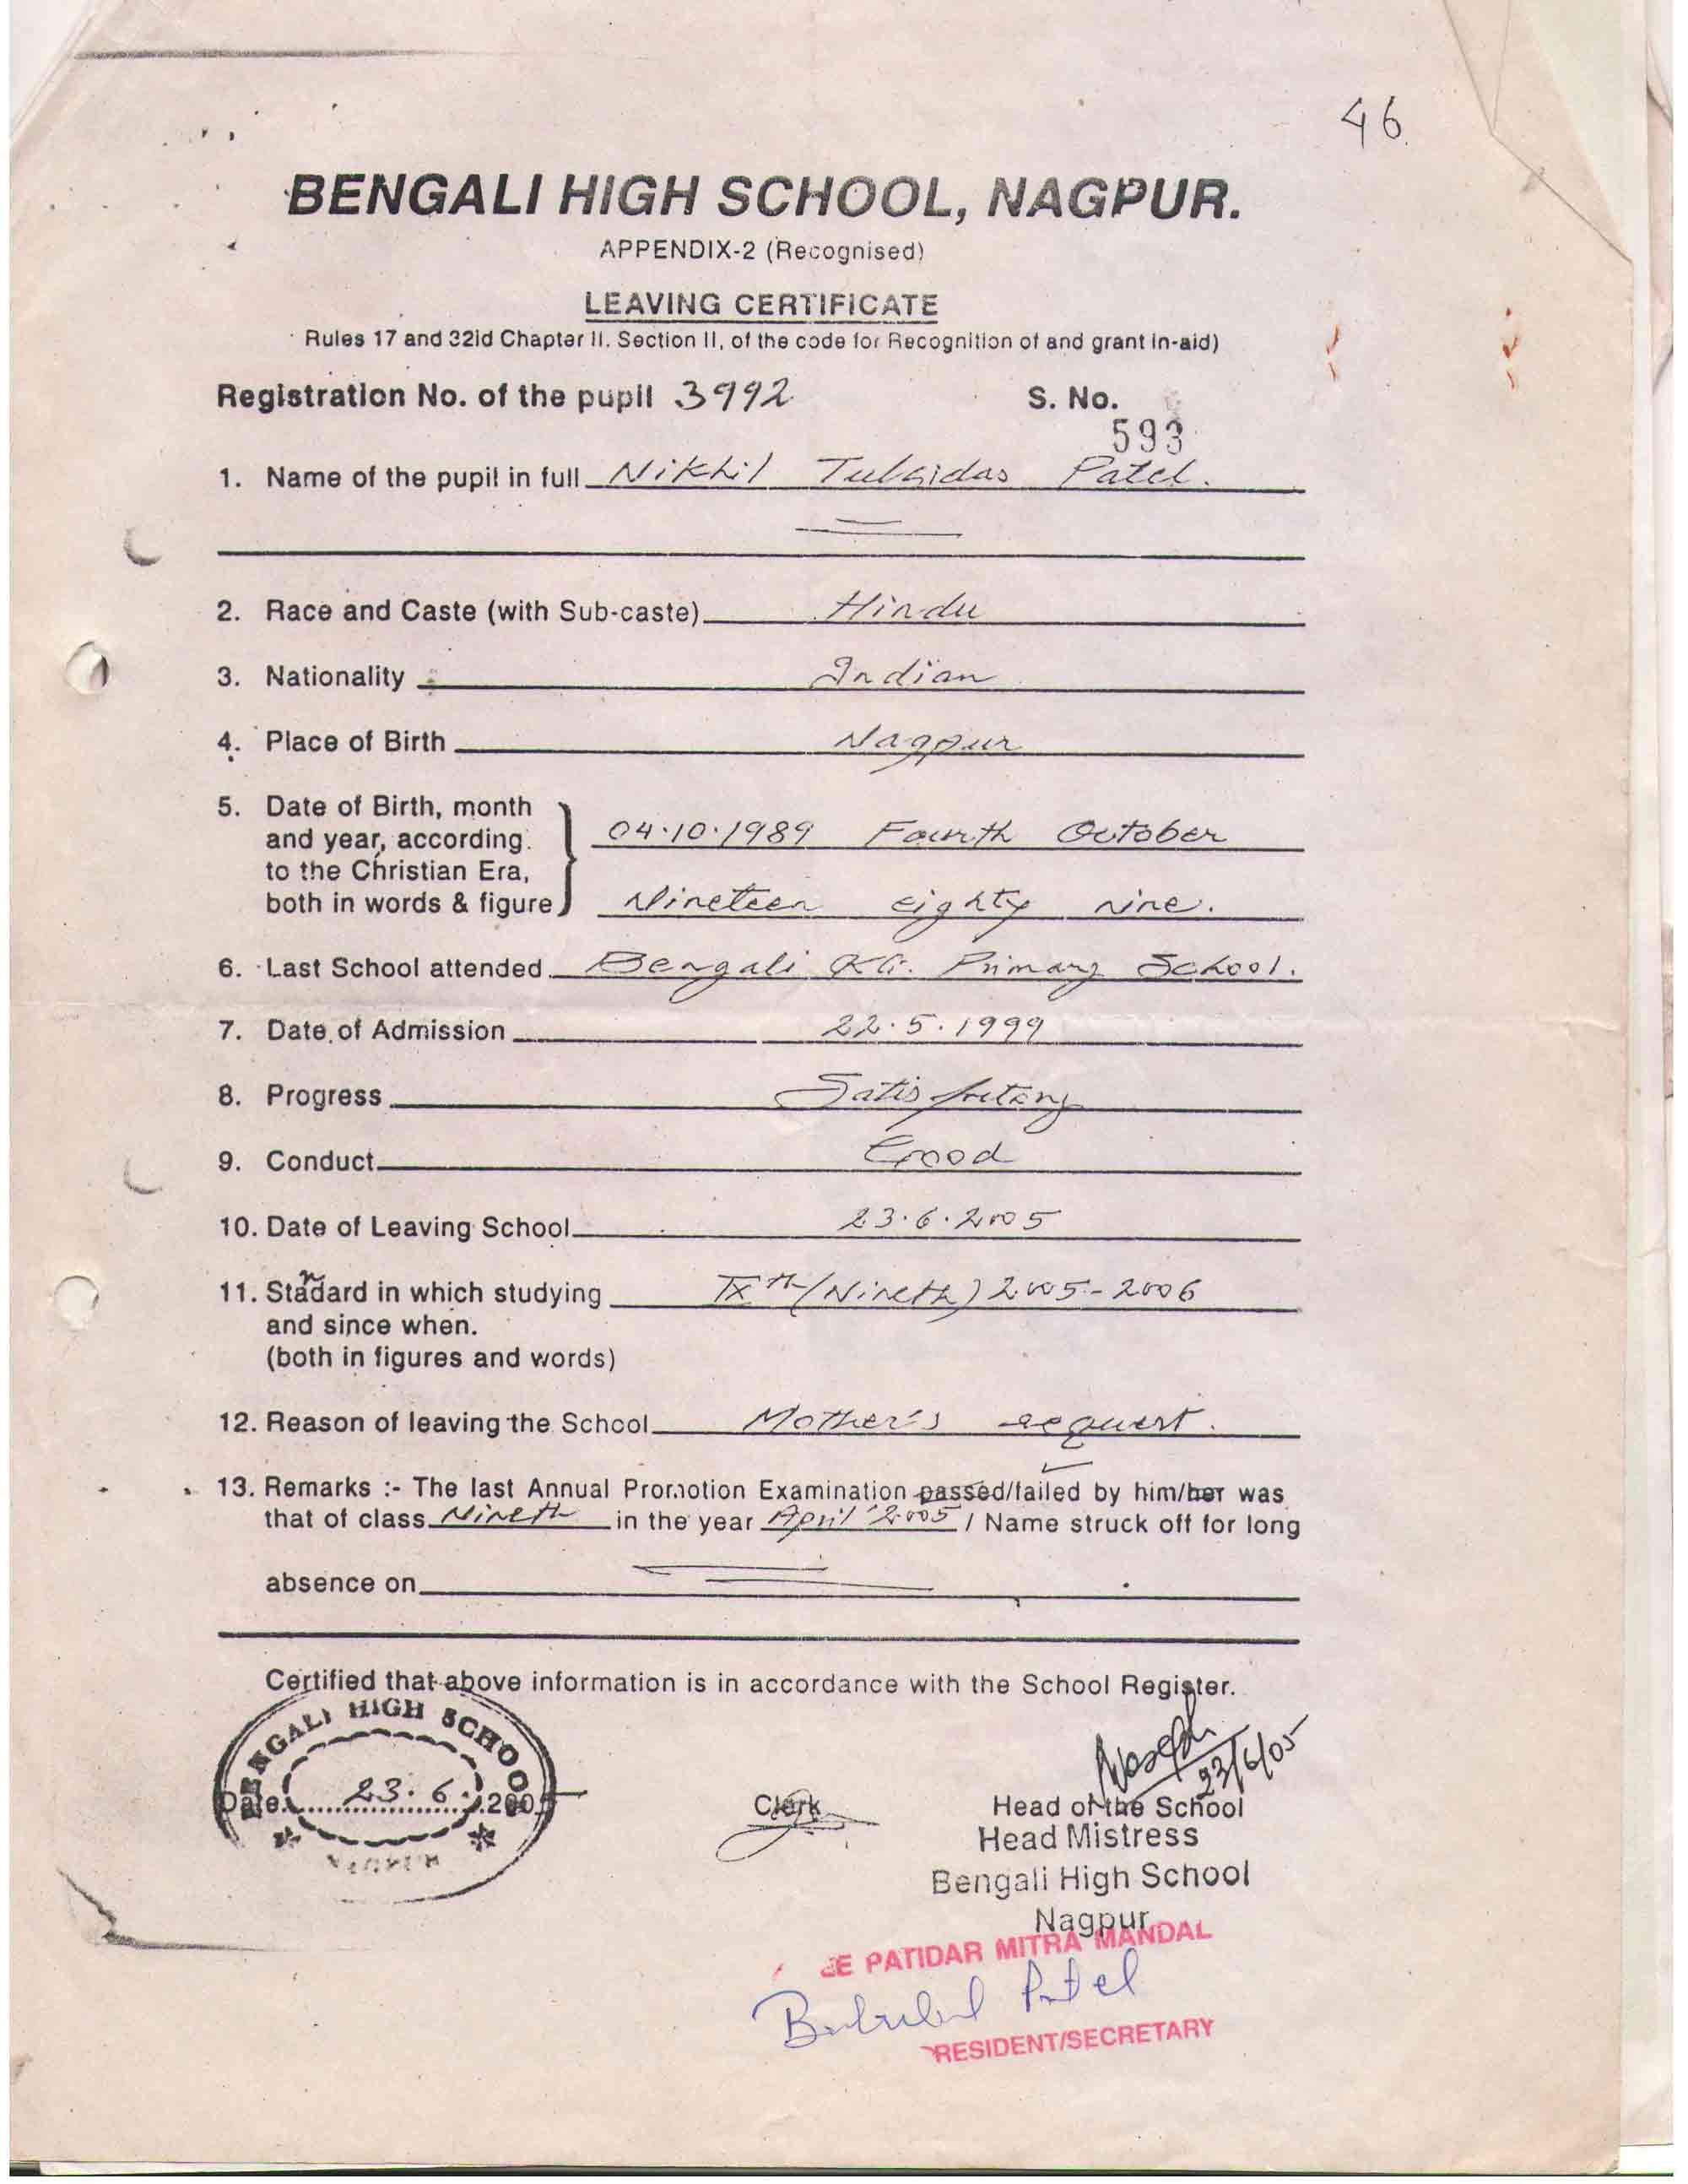 46
BENGALI HIGH SCHOOL, NAGPUR.
APPENDIX-2 (Recognised)
LEAVING CERTIFICATE
Rules 17 and 32id Chapter II. Section II, of the code for Recognition of and grant in-aid)
Registration No. of the pupil 3992 S. No.
593
1. Name of the pupil in full Nikhil Tulsidas Patel.
2. Race and Caste (with Sub-caste) Hindu
3. Nationality Indian
4. Place of Birth Nagpur
5. Date of Birth, month
and year, according
to the Christian Era,
both in words & figure
04.10.1989 Fourth October
Nineteen eighty nine.
6. Last School attended Bengali KG. Primary School.
7. Date of Admission 22.5.1999
8. Progress Satisfactory
9. Conduct Good
10. Date of Leaving School 23.6.2005
11. Stadard in which studying IXth (Nineth) 2005-2006
n
and since when.
(both in figures and words)
12. Reason of leaving the School Mother's request.
13. Remarks :- The last Annual Promotion Examination passed/failed by him/her was
that of class Nineth in the year April '2005 / Name struck off for long
absence on
Certified that above information is in accordance with the School Register.
BENGALI HIGH SCHOOL
NAGPUR
Date 23.6.2005
Clerk
23/6/05
Head of the School
Head Mistress
Bengali High School
Nagpur
EE PATIDAR MITRA MANDAL
Patel
RESIDENT/SECRETARY